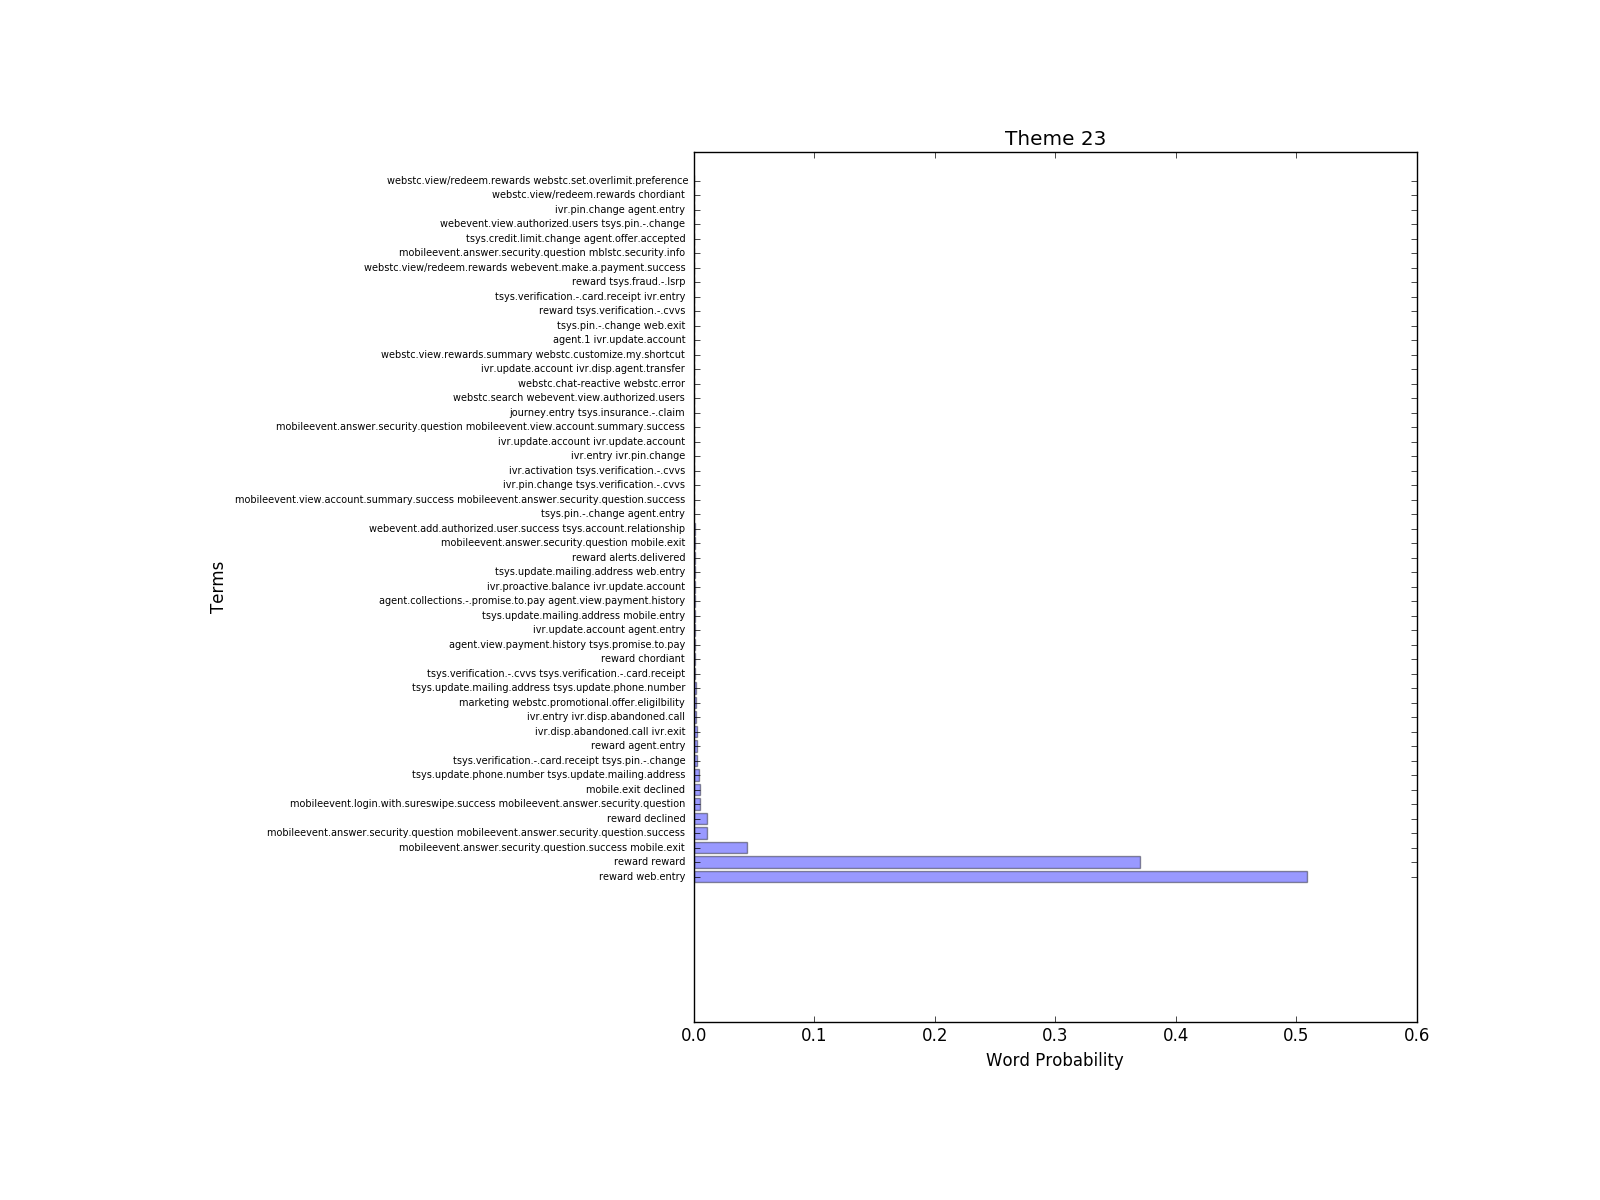 Theme 23
webstc.view/redeem.rewards webstc.set.overlimit.preference
webstc.view/redeem.rewards chordiant
ivr.pin.change agent.entry
webevent.view.authorized.users tsys.pin.-.change
tsys.credit.limit.change agent.offer.accepted
mobileevent.answer.security.question mblstc.security.info
webstc.view/redeem.rewards webevent.make.a.payment.success
reward tsys.fraud.-.lsrp
tsys.verification.-.card.receipt ivr.entry
reward tsys.verification.-.cvvs
tsys.pin.-.change web.exit
agent.1 ivr.update.account
webstc.view.rewards.summary webstc.customize.my.shortcut
ivr.update.account ivr.disp.agent.transfer
webstc.chat-reactive webstc.error
webstc.search webevent.view.authorized.users
journey.entry tsys.insurance.-.claim
mobileevent.answer.security.question mobileevent.view.account.summary.success
ivr.update.account ivr.update.account
ivr.entry ivr.pin.change
ivr.activation tsys.verification.-.cvvs
ivr.pin.change tsys.verification.-.cvvs
mobileevent.view.account.summary.success mobileevent.answer.security.question.success
tsys.pin.-.change agent.entry
webevent.add.authorized.user.success tsys.account.relationship
mobileevent.answer.security.question mobile.exit
reward alerts.delivered
tsys.update.mailing.address web.entry
ivr.proactive.balance ivr.update.account
agent.collections.-.promise.to.pay agent.view.payment.history
tsys.update.mailing.address mobile.entry
ivr.update.account agent.entry
agent.view.payment.history tsys.promise.to.pay
reward chordiant
tsys.verification.-.cvvs tsys.verification.-.card.receipt
tsys.update.mailing.address tsys.update.phone.number
marketing webstc.promotional.offer.eligilbility
ivr.entry ivr.disp.abandoned.call
ivr.disp.abandoned.call ivr.exit
reward agent.entry
tsys.verification.-.card.receipt tsys.pin.-.change
tsys.update.phone.number tsys.update.mailing.address
mobile.exit declined
mobileevent.login.with.sureswipe.success mobileevent.answer.security.question
reward declined
mobileevent.answer.security.question mobileevent.answer.security.question.success
mobileevent.answer.security.question.success mobile.exit
reward reward
reward web.entry
Terms
0.0 0.1 0.2 0.3 0.4 0.5 0.6
Word Probability